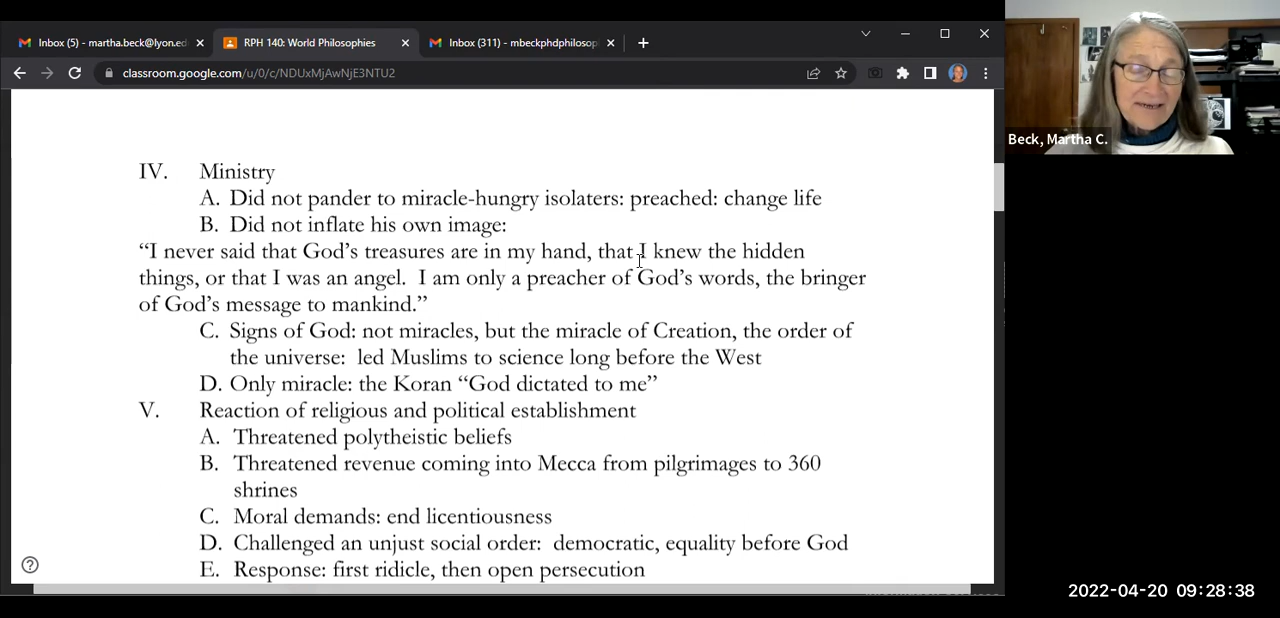 Inbox (5) - martha.beck@lyon.ed
RPH 140: World Philosophies
Inbox (311) - mbeckphdphilosop
classroom.google.com/u/0/c/NDUxMjAwNjE3NTU2
Beck, Martha C.
IV. Ministry
A. Did not pander to miracle-hungry isolaters: preached: change life
B. Did not inflate his own image:
“I never said that God’s treasures are in my hand, that I knew the hidden
things, or that I was an angel. I am only a preacher of God’s words, the bringer
of God’s message to mankind.”
C. Signs of God: not miracles, but the miracle of Creation, the order of
the universe: led Muslims to science long before the West
D. Only miracle: the Koran “God dictated to me”
V. Reaction of religious and political establishment
A. Threatened polytheistic beliefs
B. Threatened revenue coming into Mecca from pilgrimages to 360
shrines
C. Moral demands: end licentiousness
D. Challenged an unjust social order: democratic, equality before God
E. Response: first ridicle, then open persecution
2022-04-20 09:28:38